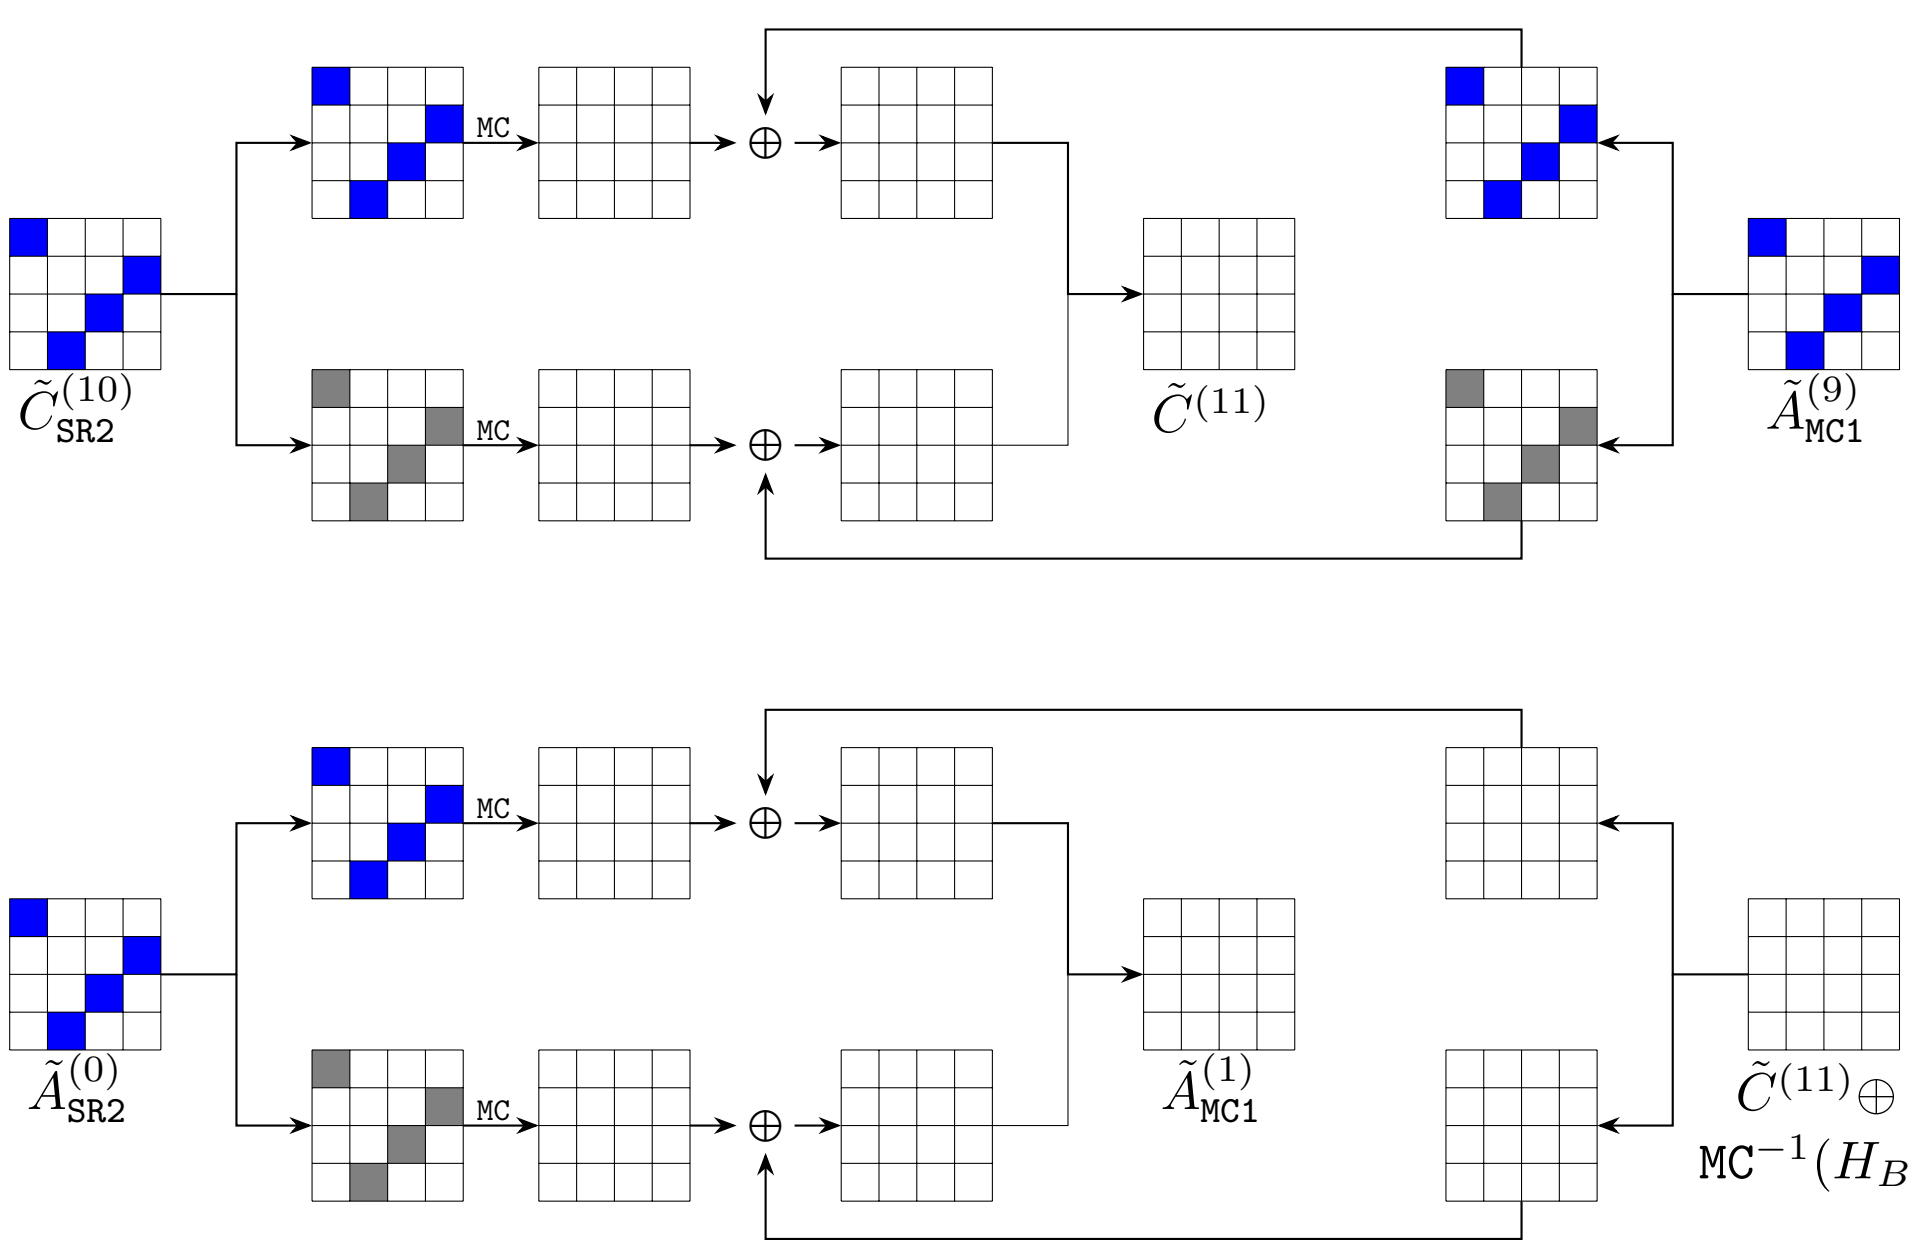 MC
MC
C̃^(10)_SR2
C̃^(11)
Ã^(9)_MC1
MC
MC
Ã^(0)_SR2
Ã^(1)_MC1
C̃^(11) ⊕
MC^−1(H_B